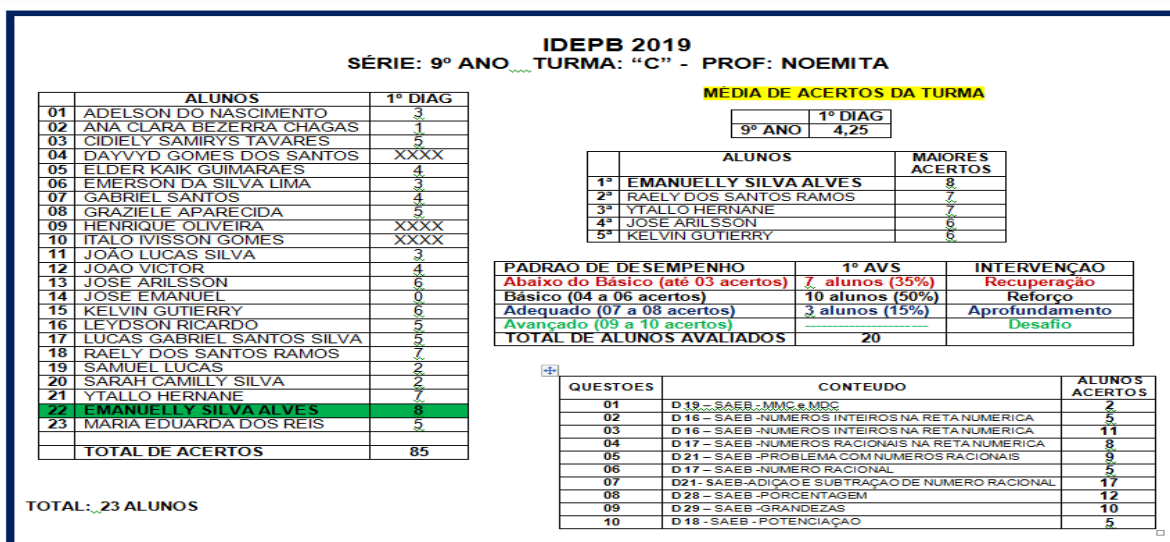 IDEPB 2019
SÉRIE: 9º ANO TURMA: “C” - PROF: NOEMITA
ALUNOS 1º DIAG
01 ADELSON DO NASCIMENTO 3
02 ANA CLARA BEZERRA CHAGAS 1
03 CIDIELY SAMIRYS TAVARES 5
04 DAYVYD GOMES DOS SANTOS XXXX
05 ELDER KAIK GUIMARAES 4
06 EMERSON DA SILVA LIMA 3
07 GABRIEL SANTOS 4
08 GRAZIELE APARECIDA 5
09 HENRIQUE OLIVEIRA XXXX
10 ITALO IVISSON GOMES XXXX
11 JOÃO LUCAS SILVA 3
12 JOAO VICTOR 4
13 JOSE ARILSSON 6
14 JOSE EMANUEL 0
15 KELVIN GUTIERRY 6
16 LEYDSON RICARDO 5
17 LUCAS GABRIEL SANTOS SILVA 5
18 RAELY DOS SANTOS RAMOS 7
19 SAMUEL LUCAS 2
20 SARAH CAMILLY SILVA 2
21 YTALLO HERNANE 7
22 EMANUELLY SILVA ALVES 8
23 MARIA EDUARDA DOS REIS 5
TOTAL DE ACERTOS 85
TOTAL: 23 ALUNOS
MÉDIA DE ACERTOS DA TURMA
1º DIAG
9º ANO 4,25
ALUNOS MAIORES ACERTOS
1ª EMANUELLY SILVA ALVES 8
2ª RAELY DOS SANTOS RAMOS 7
3ª YTALLO HERNANE 7
4ª JOSE ARILSSON 6
5ª KELVIN GUTIERRY 6
PADRAO DE DESEMPENHO 1º AVS INTERVENÇAO
Abaixo do Básico (até 03 acertos) 7 alunos (35%) Recuperação
Básico (04 a 06 acertos) 10 alunos (50%) Reforço
Adequado (07 a 08 acertos) 3 alunos (15%) Aprofundamento
Avançado (09 a 10 acertos) ---------------------- Desafio
TOTAL DE ALUNOS AVALIADOS 20
QUESTOES CONTEUDO ALUNOS ACERTOS
01 D 19 – SAEB - MMC e MDC 2
02 D 16 – SAEB -NUMEROS INTEIROS NA RETA NUMERICA 5
03 D 16 – SAEB -NUMEROS INTEIROS NA RETA NUMERICA 11
04 D 17 – SAEB -NUMEROS RACIONAIS NA RETA NUMERICA 8
05 D 21 – SAEB -PROBLEMA COM NUMEROS RACIONAIS 9
06 D 17 – SAEB -NUMERO RACIONAL 5
07 D21- SAEB-ADIÇAO E SUBTRAÇAO DE NUMERO RACIONAL 17
08 D 28 – SAEB -PORCENTAGEM 12
09 D 29 – SAEB -GRANDEZAS 10
10 D 18 - SAEB - POTENCIAÇAO 5